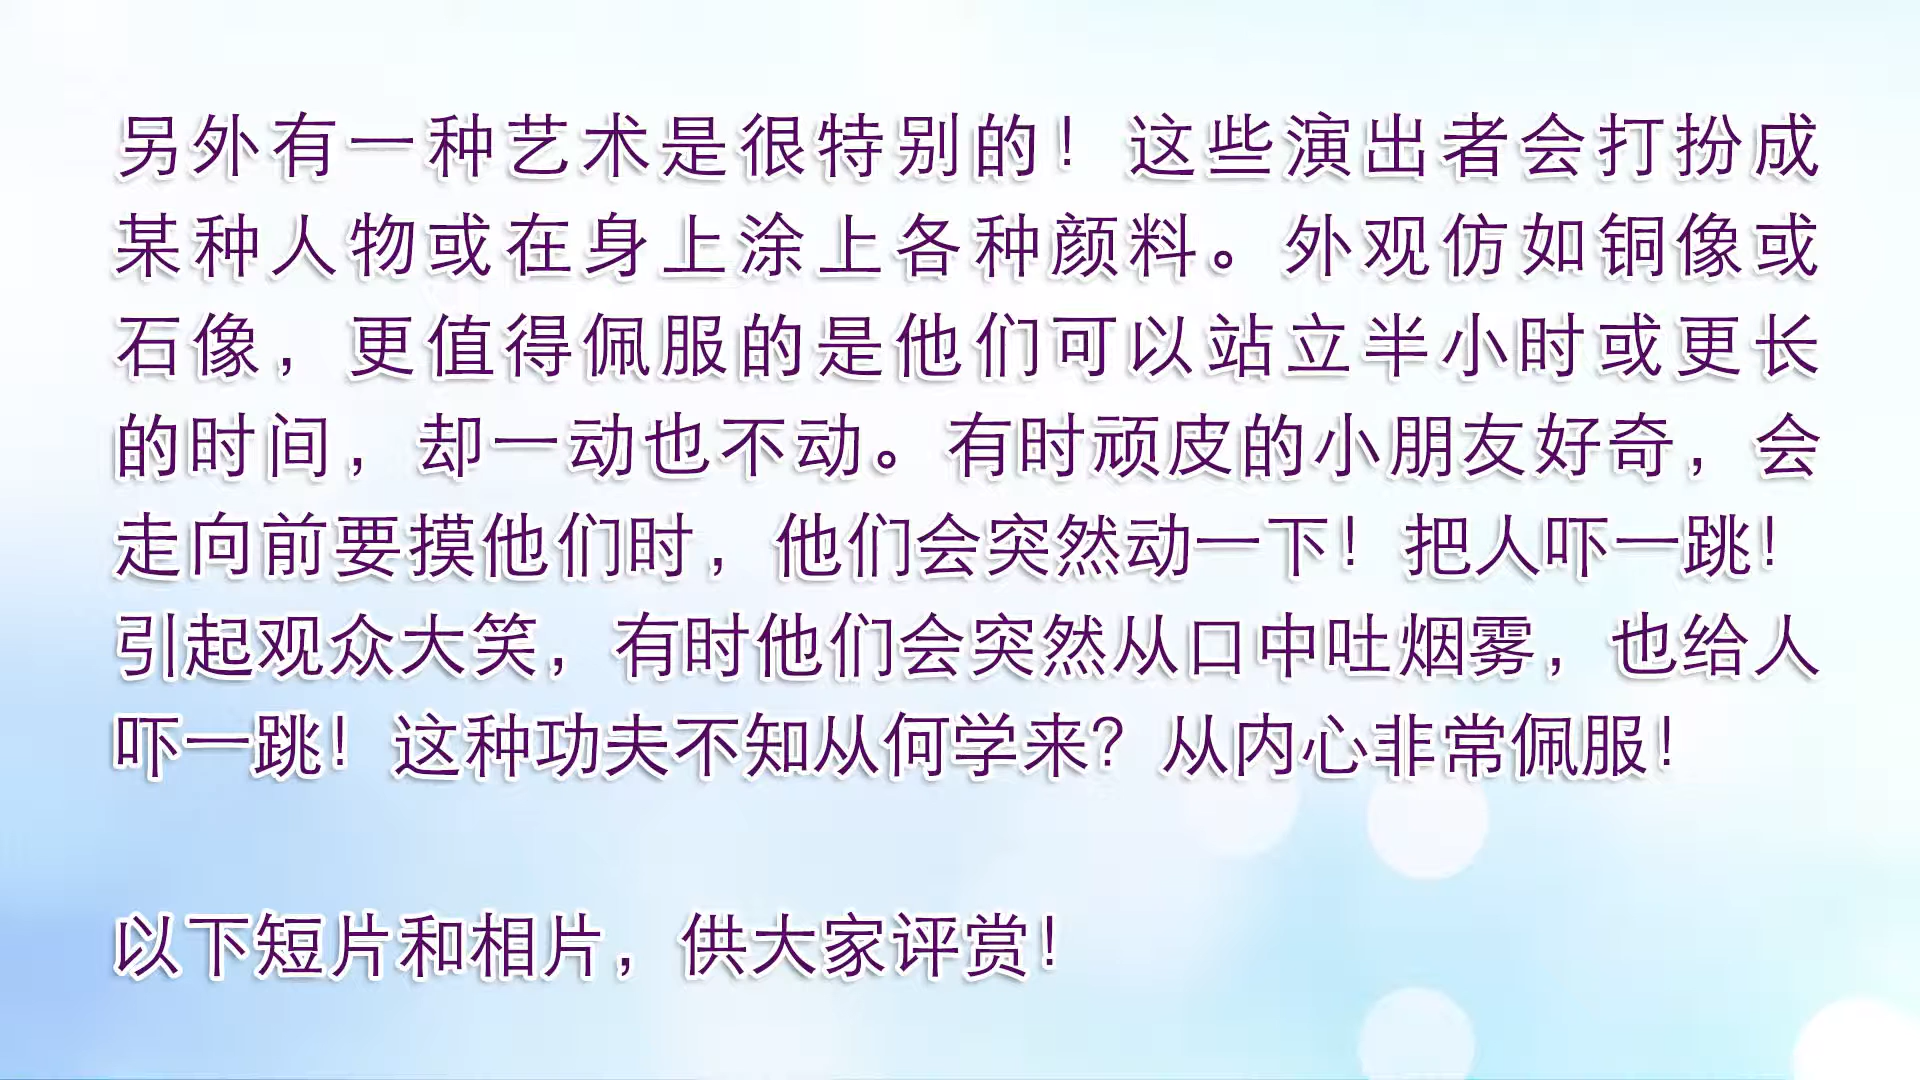 另外有一种艺术是很特别的！这些演出者会打扮成
某种人物或在身上涂上各种颜料。外观仿如铜像或
石像，更值得佩服的是他们可以站立半小时或更长
的时间，却一动也不动。有时顽皮的小朋友好奇，会
走向前要摸他们时，他们会突然动一下！把人吓一跳！
引起观众大笑，有时他们会突然从口中吐烟雾，也给人
吓一跳！这种功夫不知从何学来？从内心非常佩服！
以下短片和相片，供大家评赏！